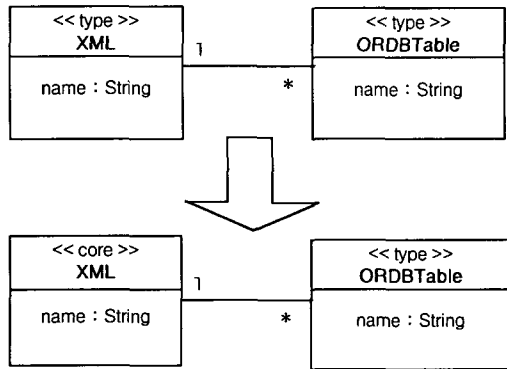 << type >>
XML
name : String
1
*
<< type >>
ORDBTable
name : String
<< core >>
XML
name : String
1
*
<< type >>
ORDBTable
name : String